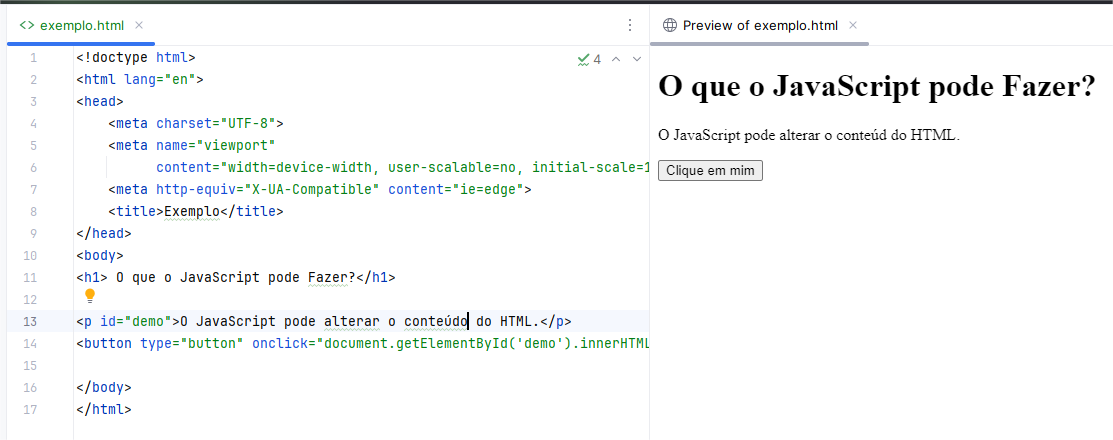 <> exemplo.html ×
Preview of exemplo.html ×
4
1 <!doctype html>
2 <html lang="en">
3 <head>
4 <meta charset="UTF-8">
5 <meta name="viewport"
6 content="width=device-width, user-scalable=no, initial-scale=1
7 <meta http-equiv="X-UA-Compatible" content="ie=edge">
8 <title>Exemplo</title>
9 </head>
10 <body>
11 <h1> O que o JavaScript pode Fazer?</h1>
12
13 <p id="demo">O JavaScript pode alterar o conteúdo do HTML.</p>
14 <button type="button" onclick="document.getElementById('demo').innerHTML
15
16 </body>
17 </html>
O que o JavaScript pode Fazer?
O JavaScript pode alterar o conteúd do HTML.
Clique em mim